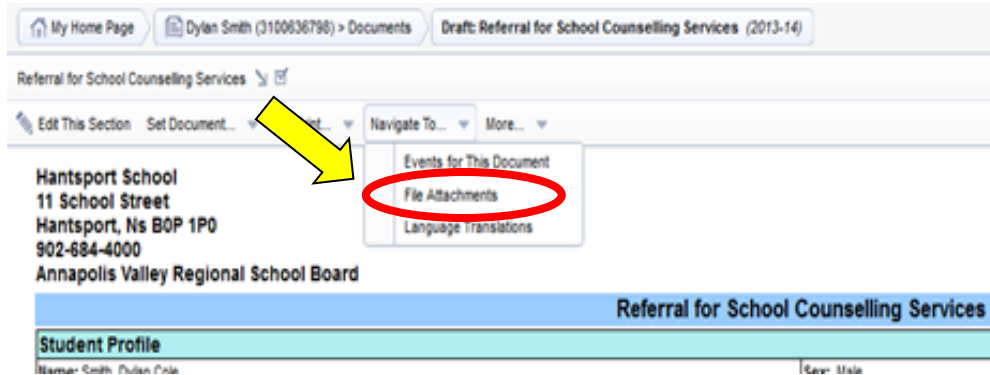 My Home Page Dylan Smith (3100636798) > Documents Draft: Referral for School Counselling Services (2013-14)
Referral for School Counseling Services
Edit This Section Set Document... Navigate To... More...
Events for This Document
File Attachments
Language Translations
Hantsport School
11 School Street
Hantsport, Ns B0P 1P0
902-684-4000
Annapolis Valley Regional School Board
Referral for School Counselling Services
Student Profile
Name: Smith, Dylan Cole Sex: Male